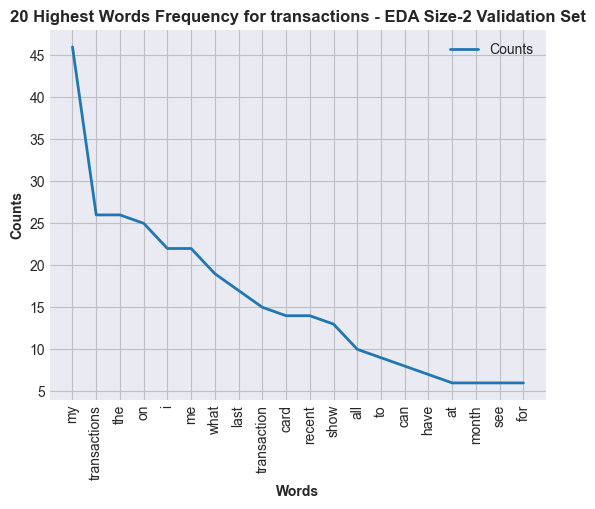 20 Highest Words Frequency for transactions - EDA Size-2 Validation Set
Counts
45
40
35
30
25
20
15
10
5
Counts
my
transactions
the
on
i
me
what
last
transaction
card
recent
show
all
to
can
have
at
month
see
for
Words